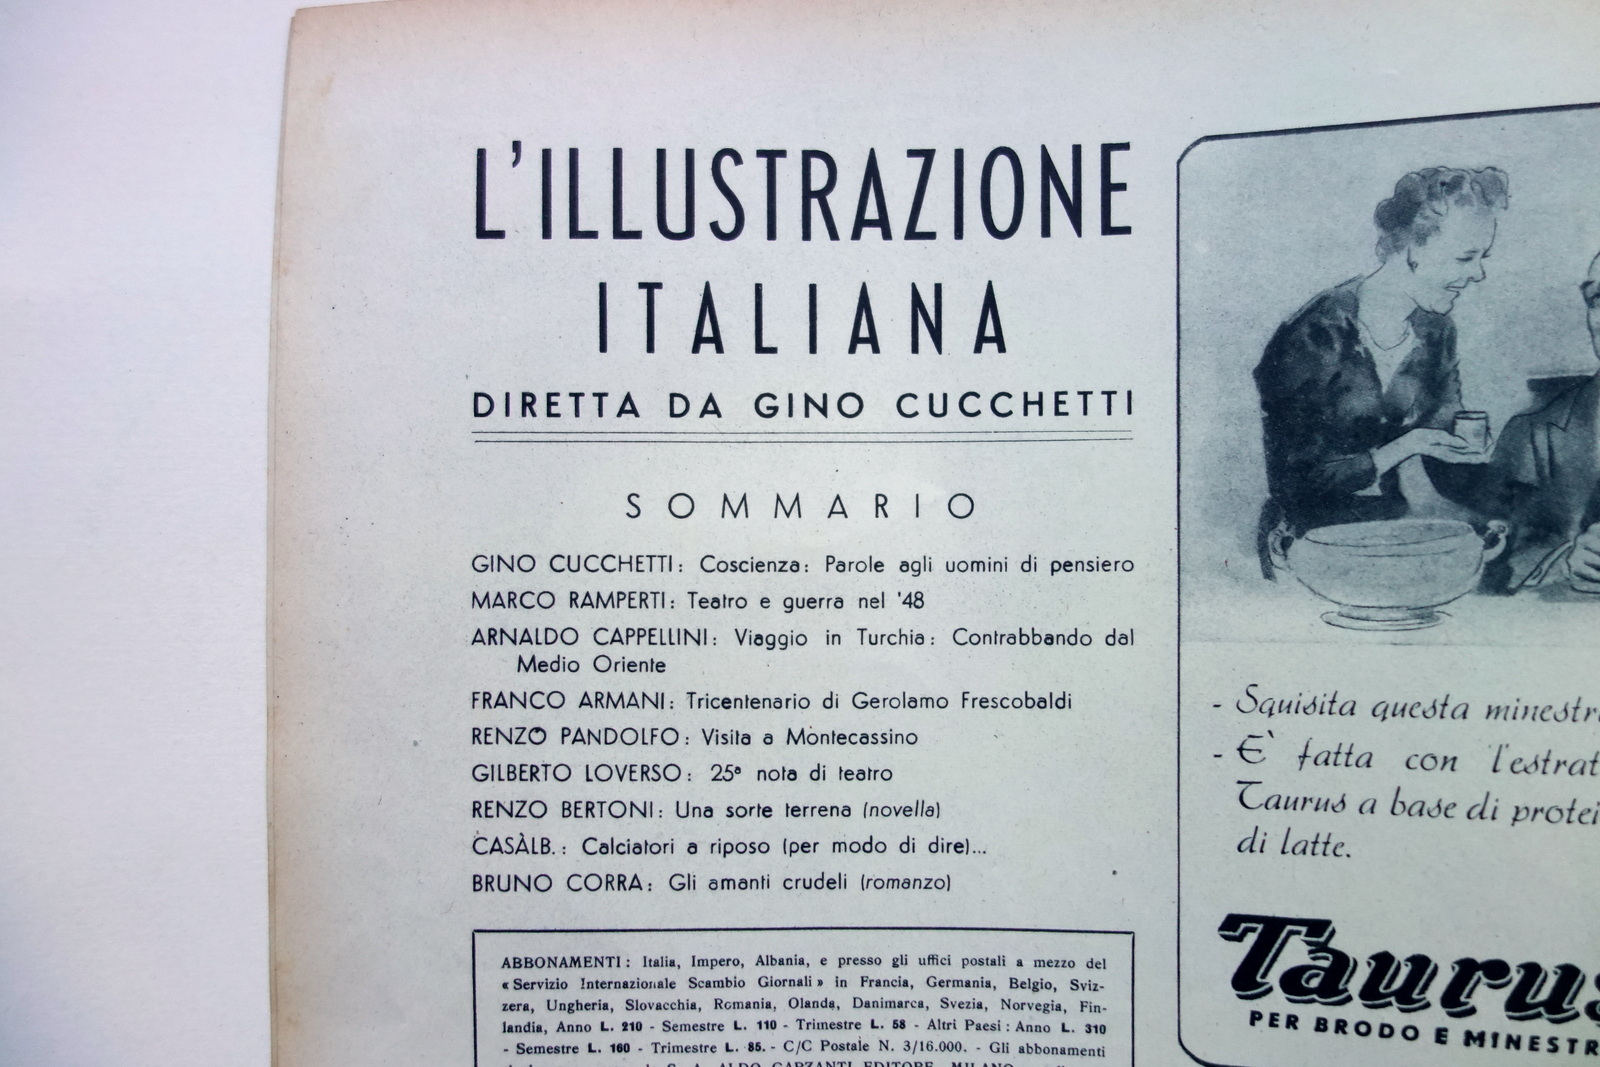 L'ILLUSTRAZIONE
ITALIANA
DIRETTA DA GINO CUCCHETTI
SOMMARIO
GINO CUCCHETTI: Coscienza: Parole agli uomini di pensiero
MARCO RAMPERTI: Teatro e guerra nel '48
ARNALDO CAPPELLINI: Viaggio in Turchia: Contrabbando dal
Medio Oriente
FRANCO ARMANI: Tricentenario di Gerolamo Frescobaldi
RENZO PANDOLFO: Visita a Montecassino
GILBERTO LOVERSO: 25ª nota di teatro
RENZO BERTONI: Una sorte terrena (novella)
CASÀLB.: Calciatori a riposo (per modo di dire)...
BRUNO CORRA: Gli amanti crudeli (romanzo)
ABBONAMENTI: Italia, Impero, Albania, e presso gli uffici postali a mezzo del
«Servizio Internazionale Scambio Giornali» in Francia, Germania, Belgio, Sviz-
zera, Ungheria, Slovacchia, Romania, Olanda, Danimarca, Svezia, Norvegia, Fin-
landia, Anno L. 210 - Semestre L. 110 - Trimestre L. 58 - Altri Paesi: Anno L. 310
- Semestre L. 160 - Trimestre L. 85. - C/C Postale N. 3/16.000. - Gli abbonamenti
S. A. ALDO GARZANTI EDITORE, MILANO
- Squisita questa minestr
- È fatta con l'estrat
Taurus a base di protei
di latte.
Taurus
PER BRODO E MINESTR